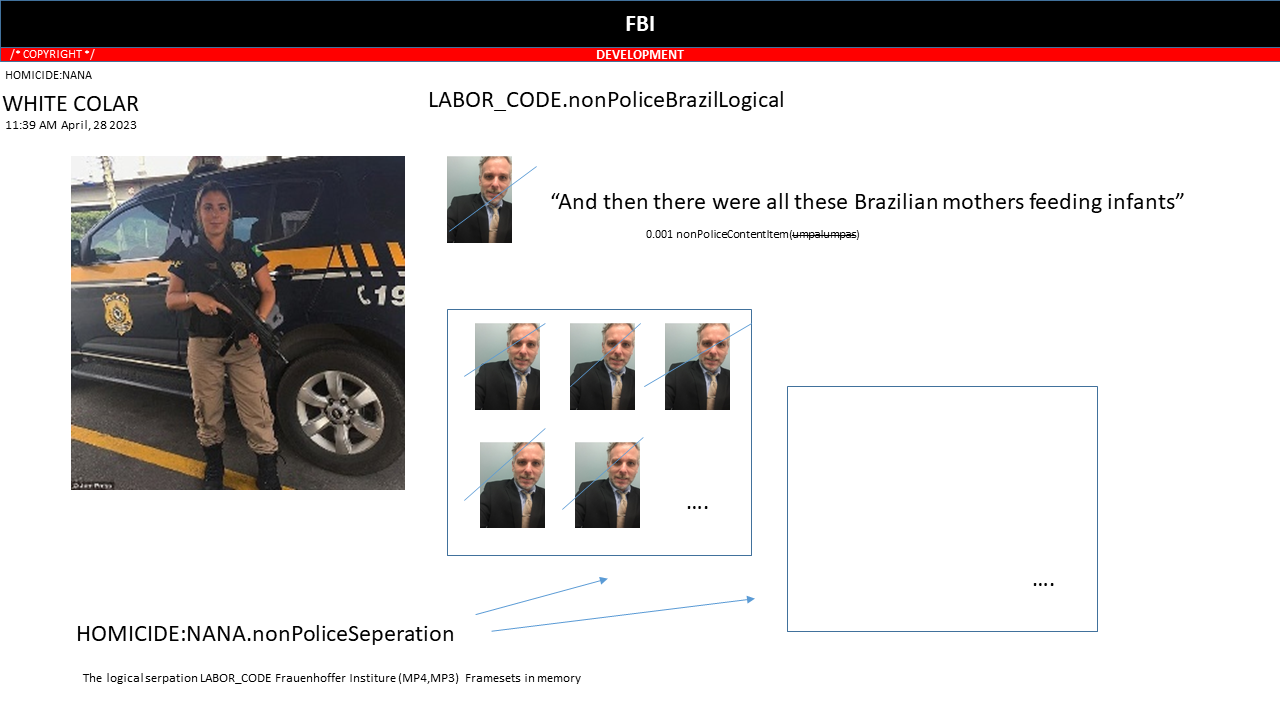 FBI
/* COPYRIGHT */
DEVELOPMENT
HOMICIDE:NANA
WHITE COLAR
11:39 AM April, 28 2023
LABOR_CODE.nonPoliceBrazilLogical
“And then there were all these Brazilian mothers feeding infants”
0.001 nonPoliceContentItem(umpalumpas)
19
….
….
HOMICIDE:NANA.nonPoliceSeperation
The logical serpation LABOR_CODE Frauenhoffer Institure (MP4,MP3) Framesets in memory